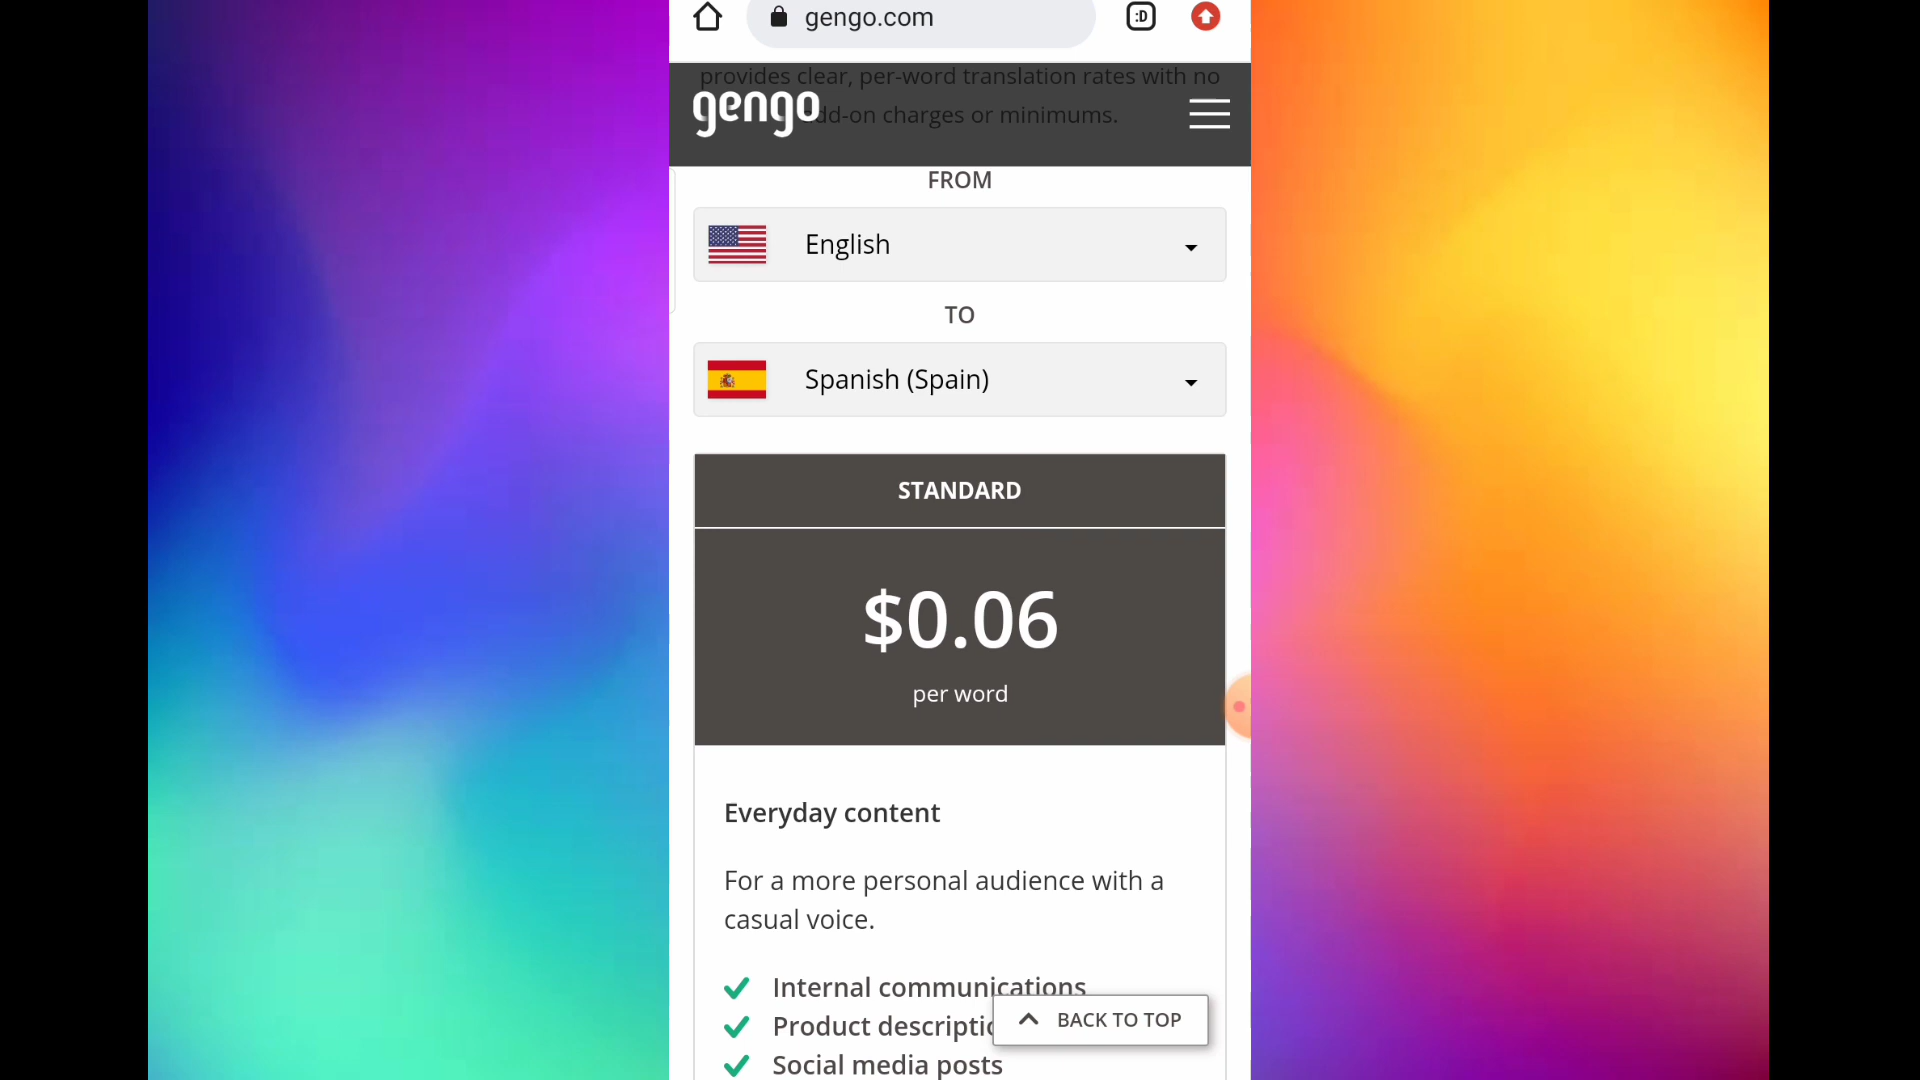 gengo.com
:D
provides clear, per-word translation rates with no
gengo
add-on charges or minimums.
FROM
English
TO
Spanish (Spain)
STANDARD
$0.06
per word
Everyday content
For a more personal audience with a
casual voice.
Internal communications
Product
BACK TO TOP
Social media posts